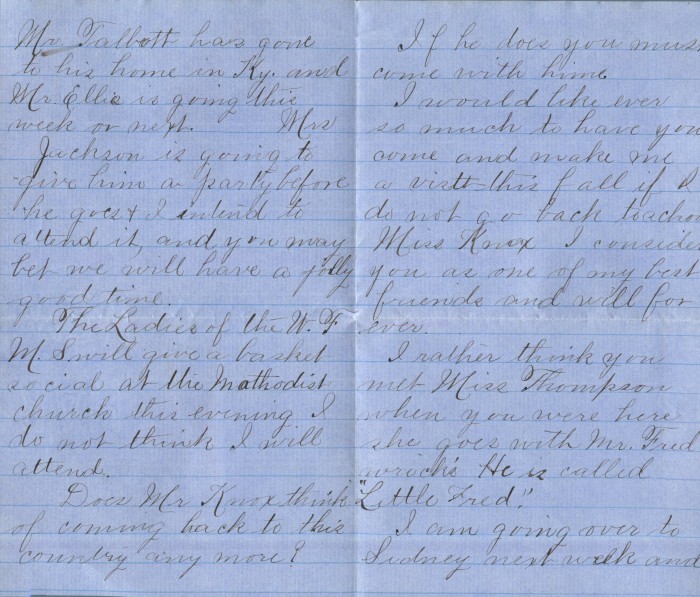 Mr Talbott has gone
to his home in Ky. and
Mr. Ellis is going this
week or next. Mrs
Jackson is going to
give him a party before
he goes & I intend to
attend it, and you may
bet we will have a jolly
good time.
The Ladies of the W. F.
M. S will give a basket
social at the Mathodist
church this evening I
do not think I will
attend.
Does Mr Knox think
of coming back to this
country any more?
If he does you mus
come with him
I would like ever
so much to have you
come and make me
a visit this fall if I
do not go back to schoo
Miss Knox I conside
you as one of my best
friends and will for
ever.
I rather think you
met Miss Thompson
when you were here
she goes with Mr. Fred
He is called
"Little Fred".
I am going over to
Sidney next week and